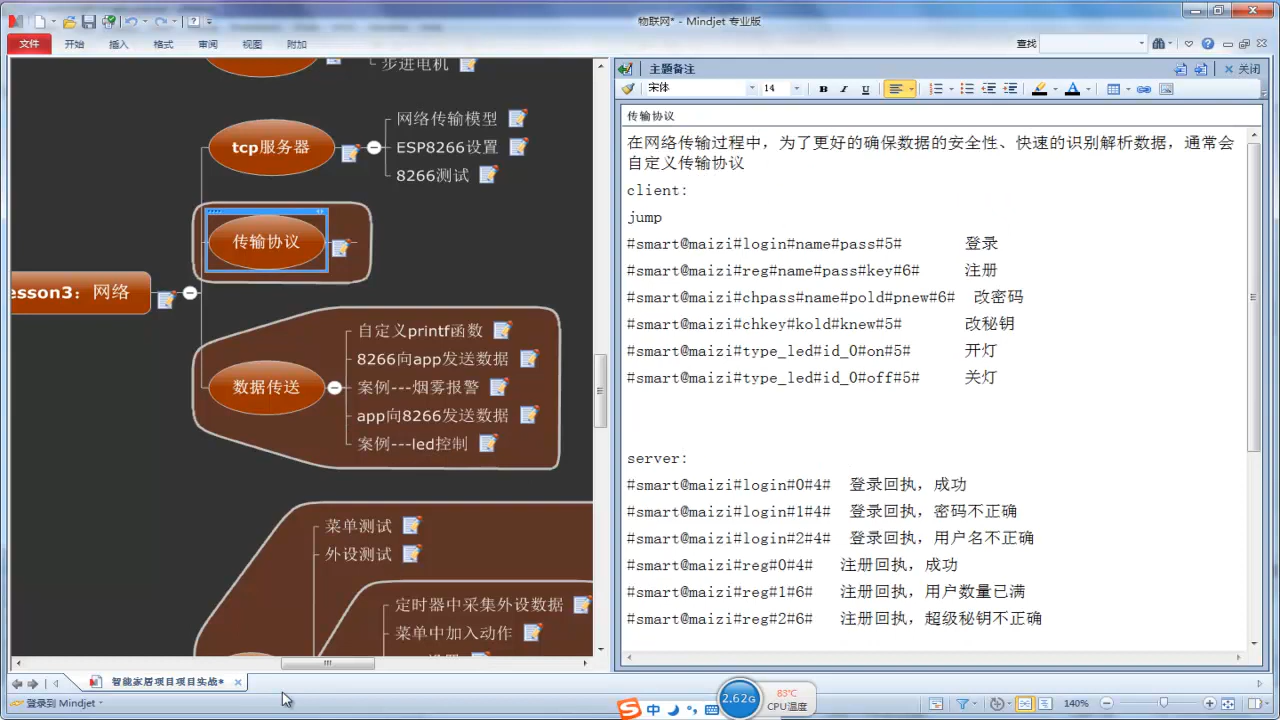 物联网* - Mindjet 专业版
文件 开始 插入 格式 审阅 视图 附加 查找
步进电机
tcp服务器
网络传输模型
ESP8266设置
8266测试
传输协议
esson3：网络
数据传送
自定义printf函数
8266向app发送数据
案例---烟雾报警
app向8266发送数据
案例---led控制
菜单测试
外设测试
定时器中采集外设数据
菜单中加入动作
主题备注 关闭
宋体 14 B I U A
传输协议
在网络传输过程中，为了更好的确保数据的安全性、快速的识别解析数据，通常会
自定义传输协议
client:
jump
#smart@maizi#login#name#pass#5# 登录
#smart@maizi#reg#name#pass#key#6# 注册
#smart@maizi#chpass#name#pold#pnew#6# 改密码
#smart@maizi#chkey#kold#knew#5# 改秘钥
#smart@maizi#type_led#id_0#on#5# 开灯
#smart@maizi#type_led#id_0#off#5# 关灯
server:
#smart@maizi#login#0#4# 登录回执，成功
#smart@maizi#login#1#4# 登录回执，密码不正确
#smart@maizi#login#2#4# 登录回执，用户名不正确
#smart@maizi#reg#0#4# 注册回执，成功
#smart@maizi#reg#1#6# 注册回执，用户数量已满
#smart@maizi#reg#2#6# 注册回执，超级秘钥不正确
智能家居项目项目实战*
登录到 Mindjet
中
2.62G
83℃
CPU温度
140%